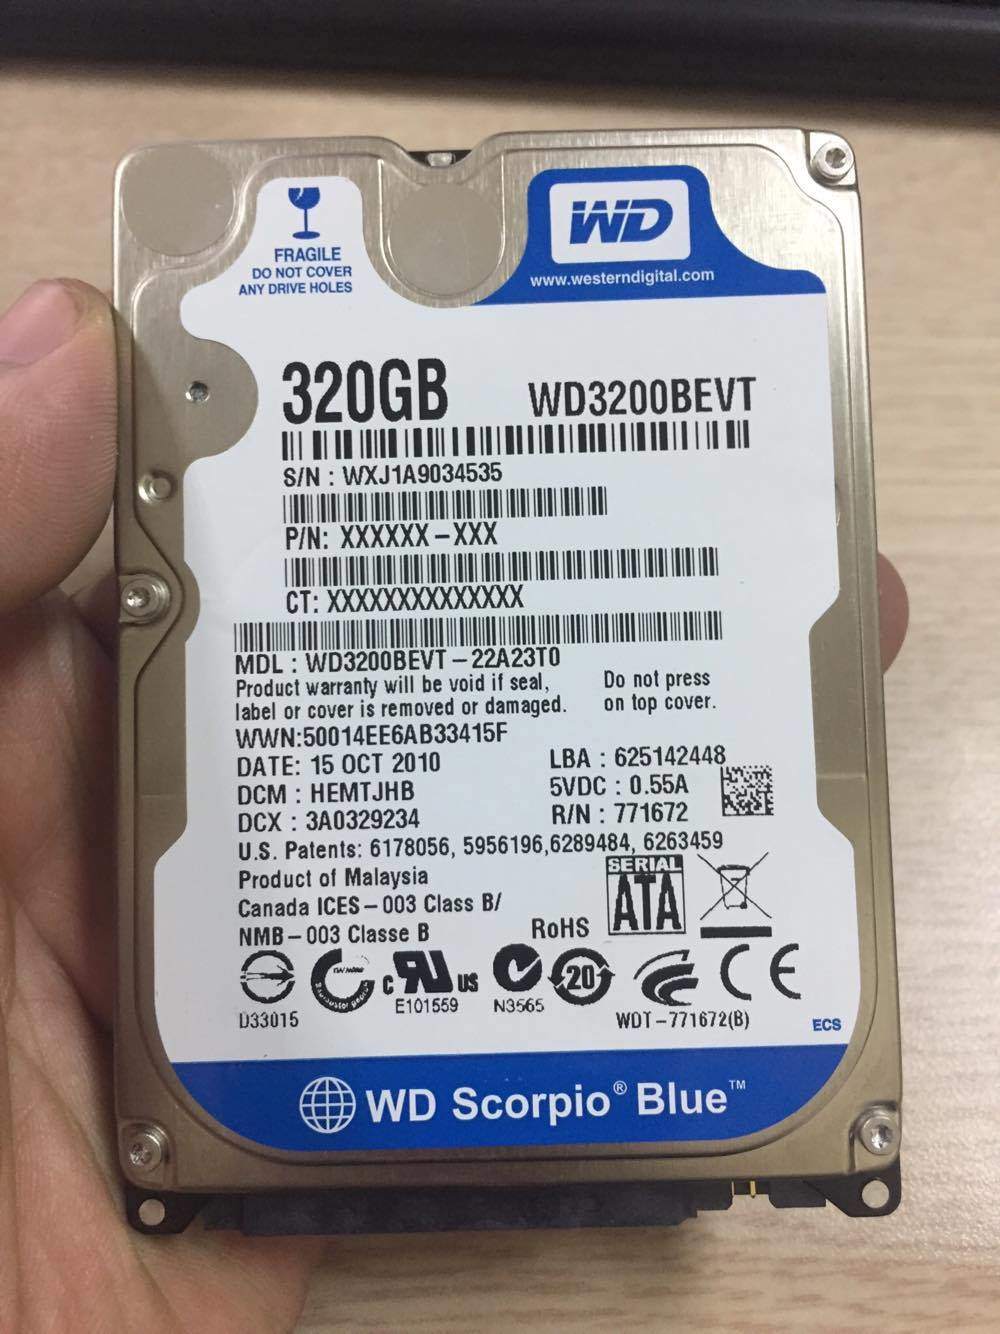 FRAGILE
DO NOT COVER
ANY DRIVE HOLES
WD
www.westerndigital.com
320GB WD3200BEVT
S/N : WXJ1A9034535
P/N: XXXXXX-XXX
CT: XXXXXXXXXXXXXX
MDL : WD3200BEVT-22A23T0
Product warranty will be void if seal,
label or cover is removed or damaged.
Do not press
on top cover.
WWN:50014EE6AB33415F
DATE: 15 OCT 2010
DCM : HEMTJHB
DCX : 3A0329234
LBA : 625142448
5VDC : 0.55A
R/N : 771672
U.S. Patents: 6178056, 5956196,6289484, 6263459
Product of Malaysia
Canada ICES-003 Class B/
NMB-003 Classe B
RoHS
SERIAL
ATA
D33015
c UR US
E101559
N3565
20
CE
WDT-771672(B)
ECS
WD Scorpio® Blue™